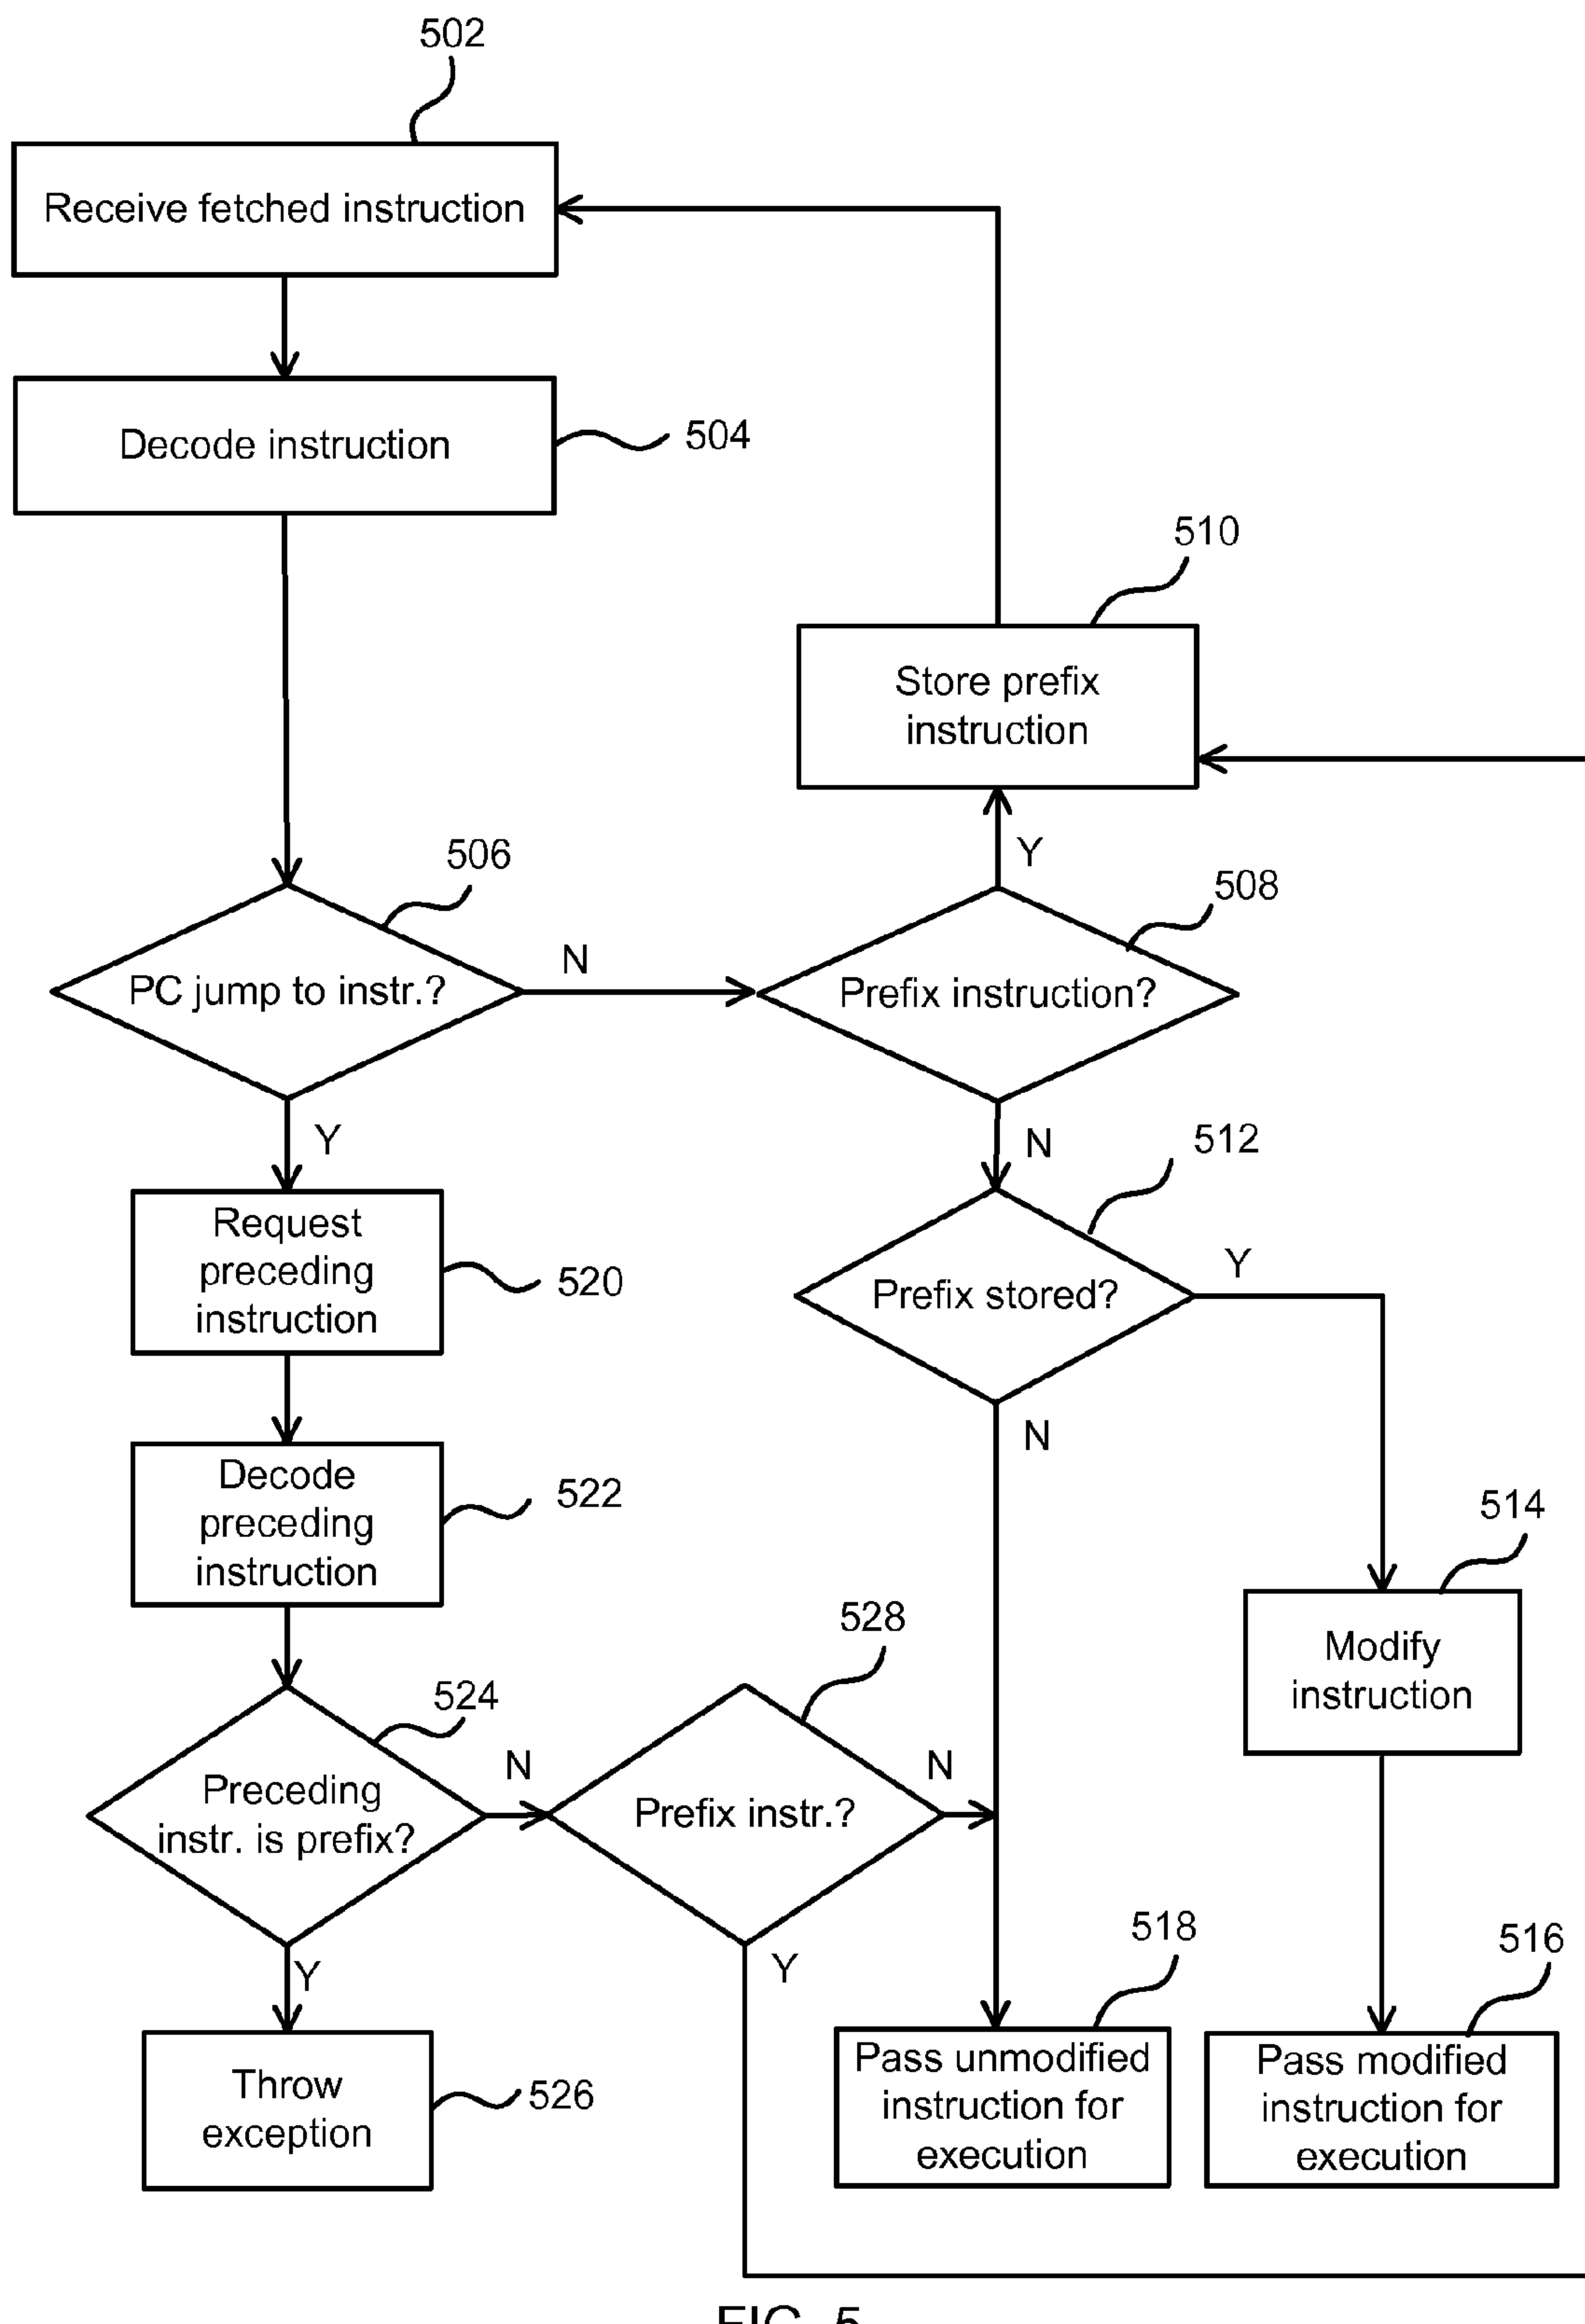 502
Receive fetched instruction
Decode instruction
504
510
Store prefix
instruction
506
508
PC jump to instr.?
N
Prefix instruction?
Y
Y
N
512
Request
preceding
instruction
520
Prefix stored?
Y
N
Decode
preceding
instruction
522
514
Modify
instruction
524
528
Preceding
instr. is prefix?
N
Prefix instr.?
N
Y
Y
518
516
Throw
exception
526
Pass unmodified
instruction for
execution
Pass modified
instruction for
execution
FIG. 5